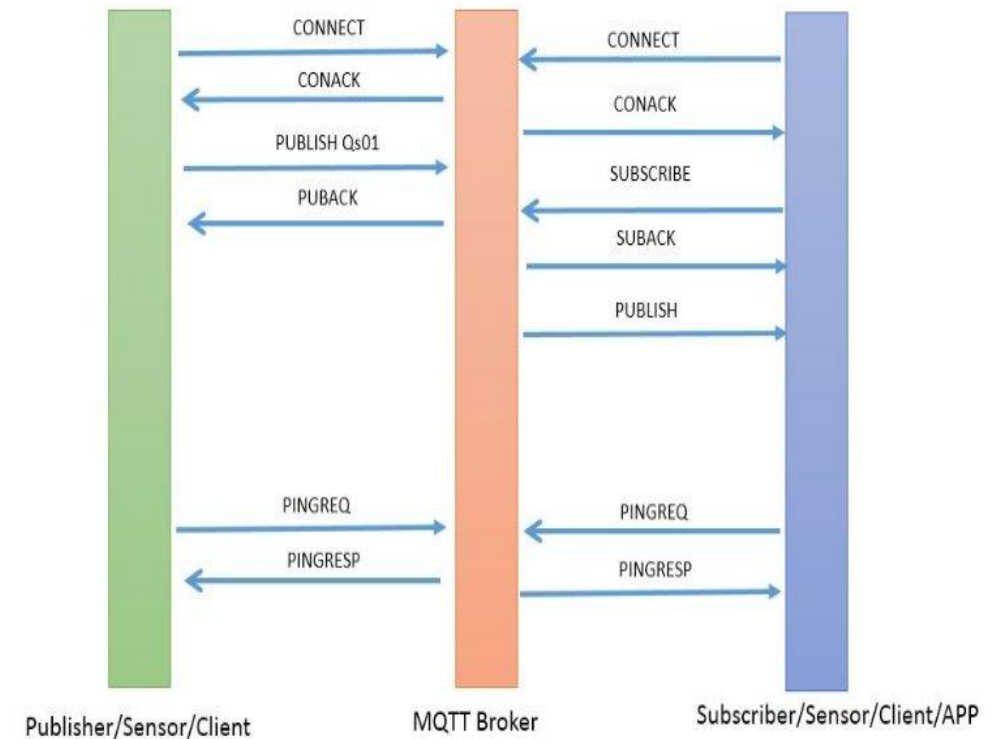 CONNECT
CONNECT
CONACK
CONACK
PUBLISH Qs01
SUBSCRIBE
PUBACK
SUBACK
PUBLISH
PINGREQ
PINGREQ
PINGRESP
PINGRESP
Publisher/Sensor/Client
MQTT Broker
Subscriber/Sensor/Client/APP